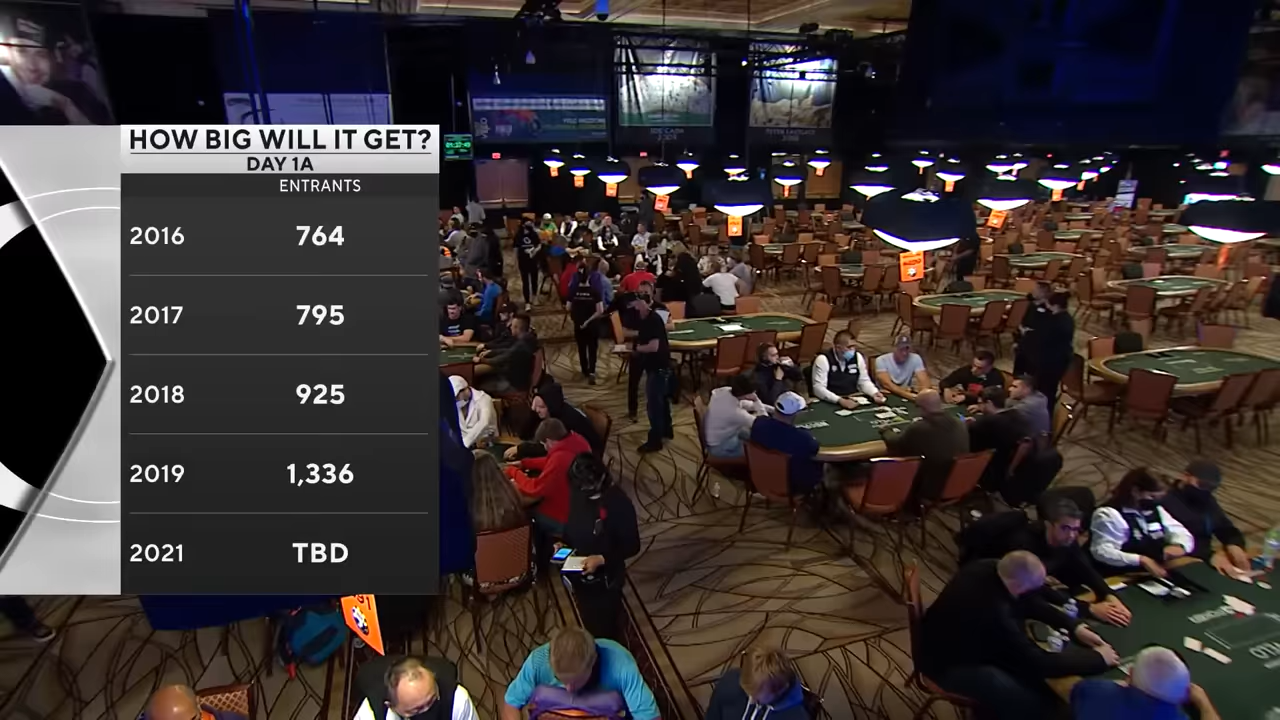 HOW BIG WILL IT GET?
DAY 1A
ENTRANTS
2016 764
2017 795
2018 925
2019 1,336
2021 TBD